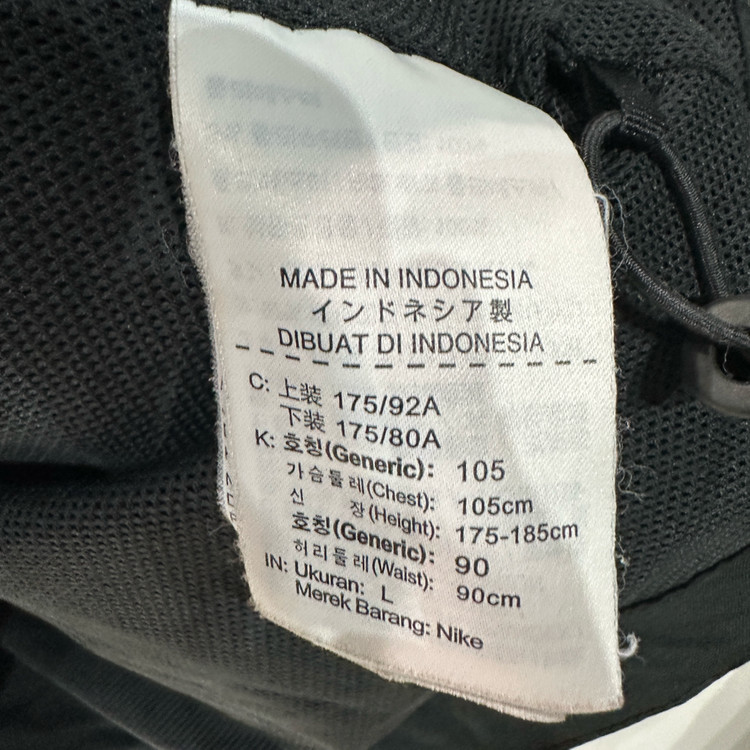 MADE IN INDONESIA
インドネシア製
DIBUAT DI INDONESIA
C: 上装 175/92A
下装 175/80A
K: 호칭(Generic): 105
가슴둘레(Chest): 105cm
신 장(Height): 175-185cm
호칭(Generic): 90
허리둘레(Waist): 90cm
IN: Ukuran: L
Merek Barang: Nike